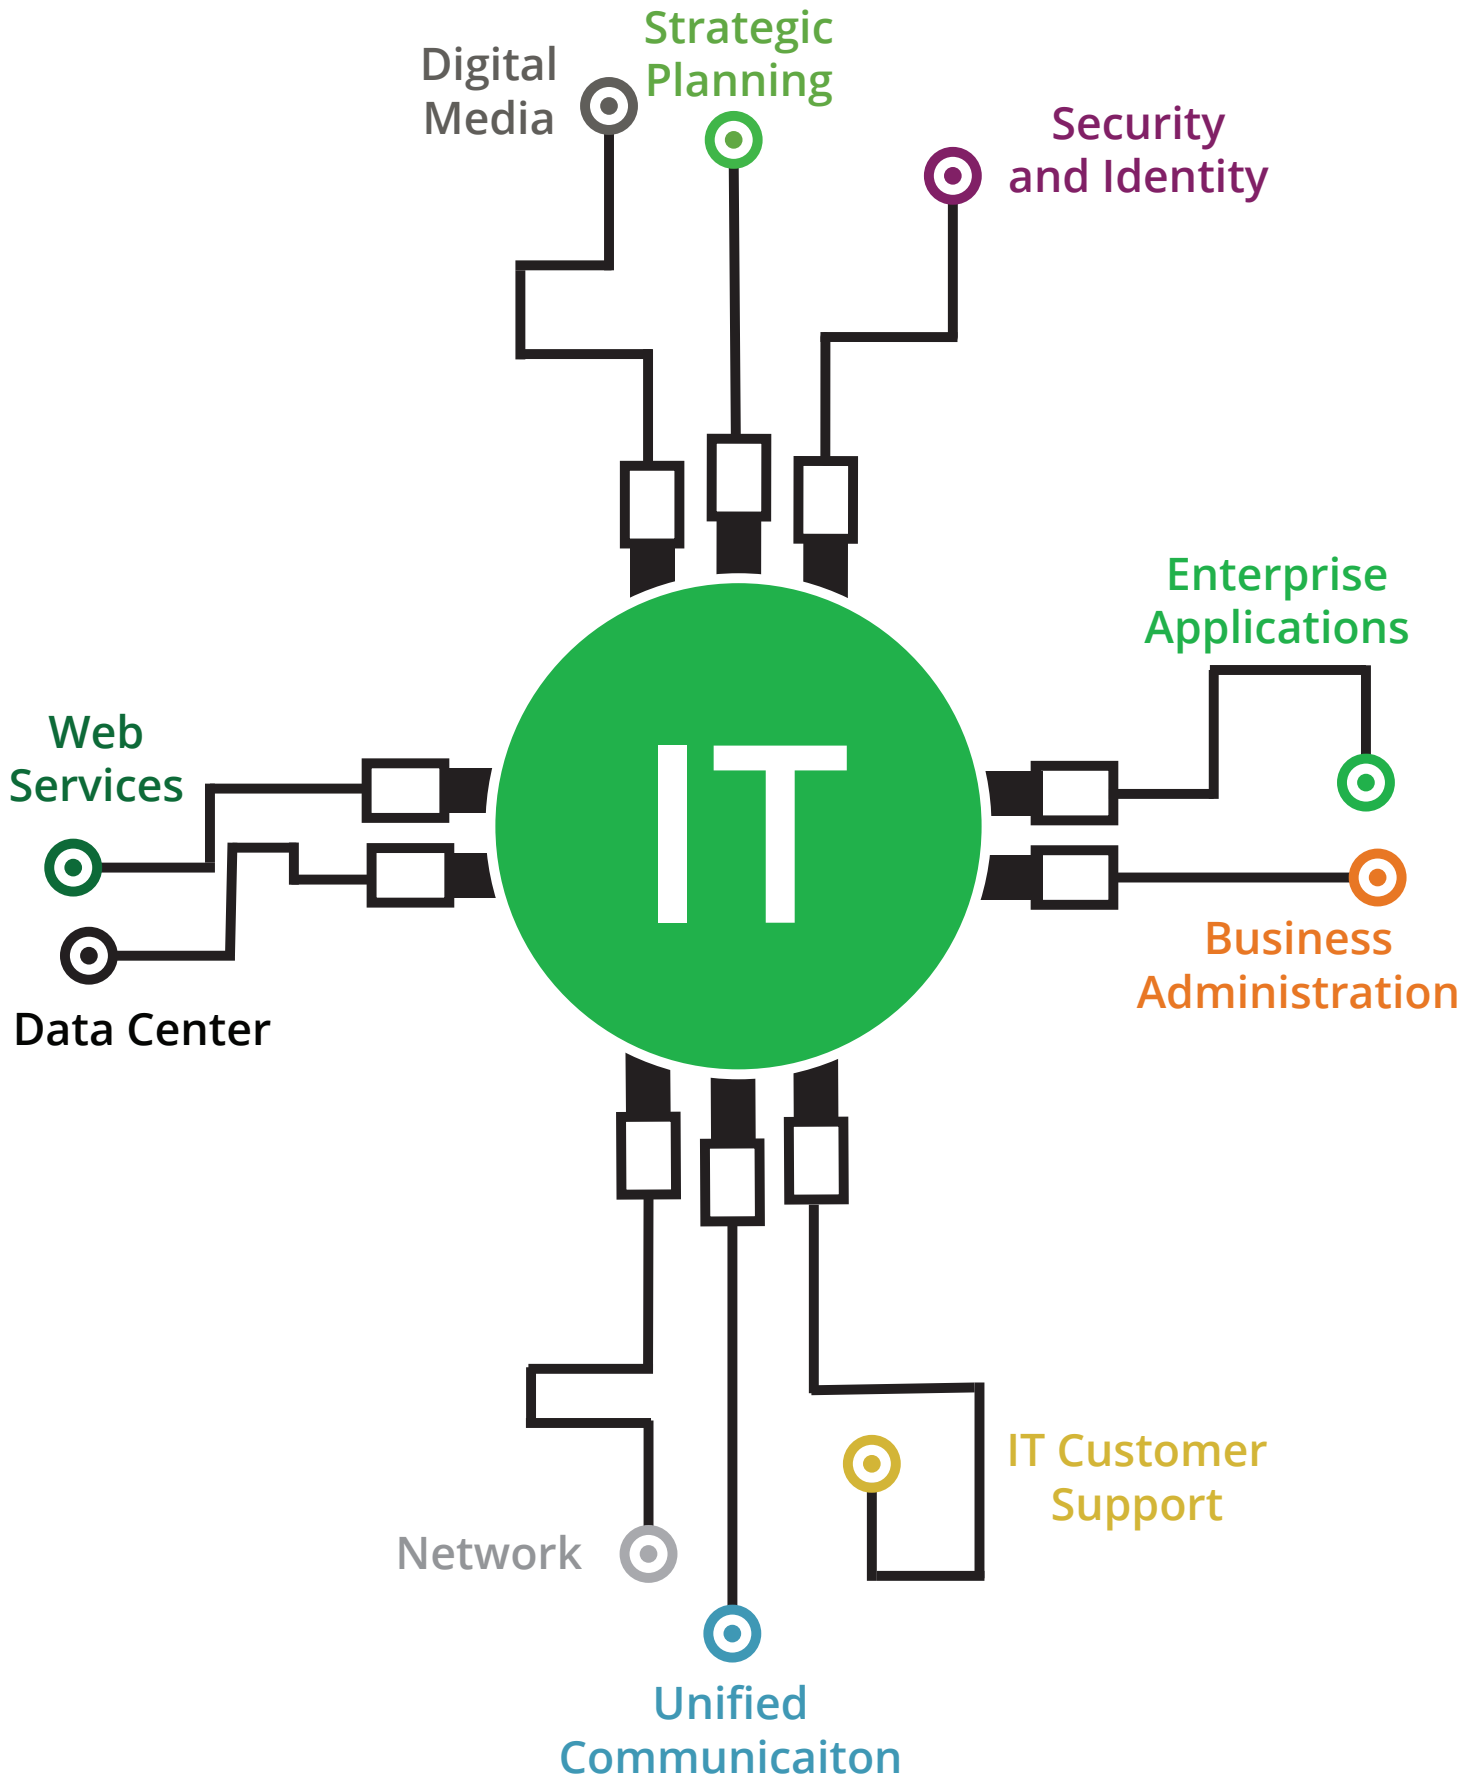 Digital
Media
Strategic
Planning
Security
and Identity
Enterprise
Applications
Web
Services
IT
Business
Administration
Data Center
IT Customer
Support
Network
Unified
Communicaiton